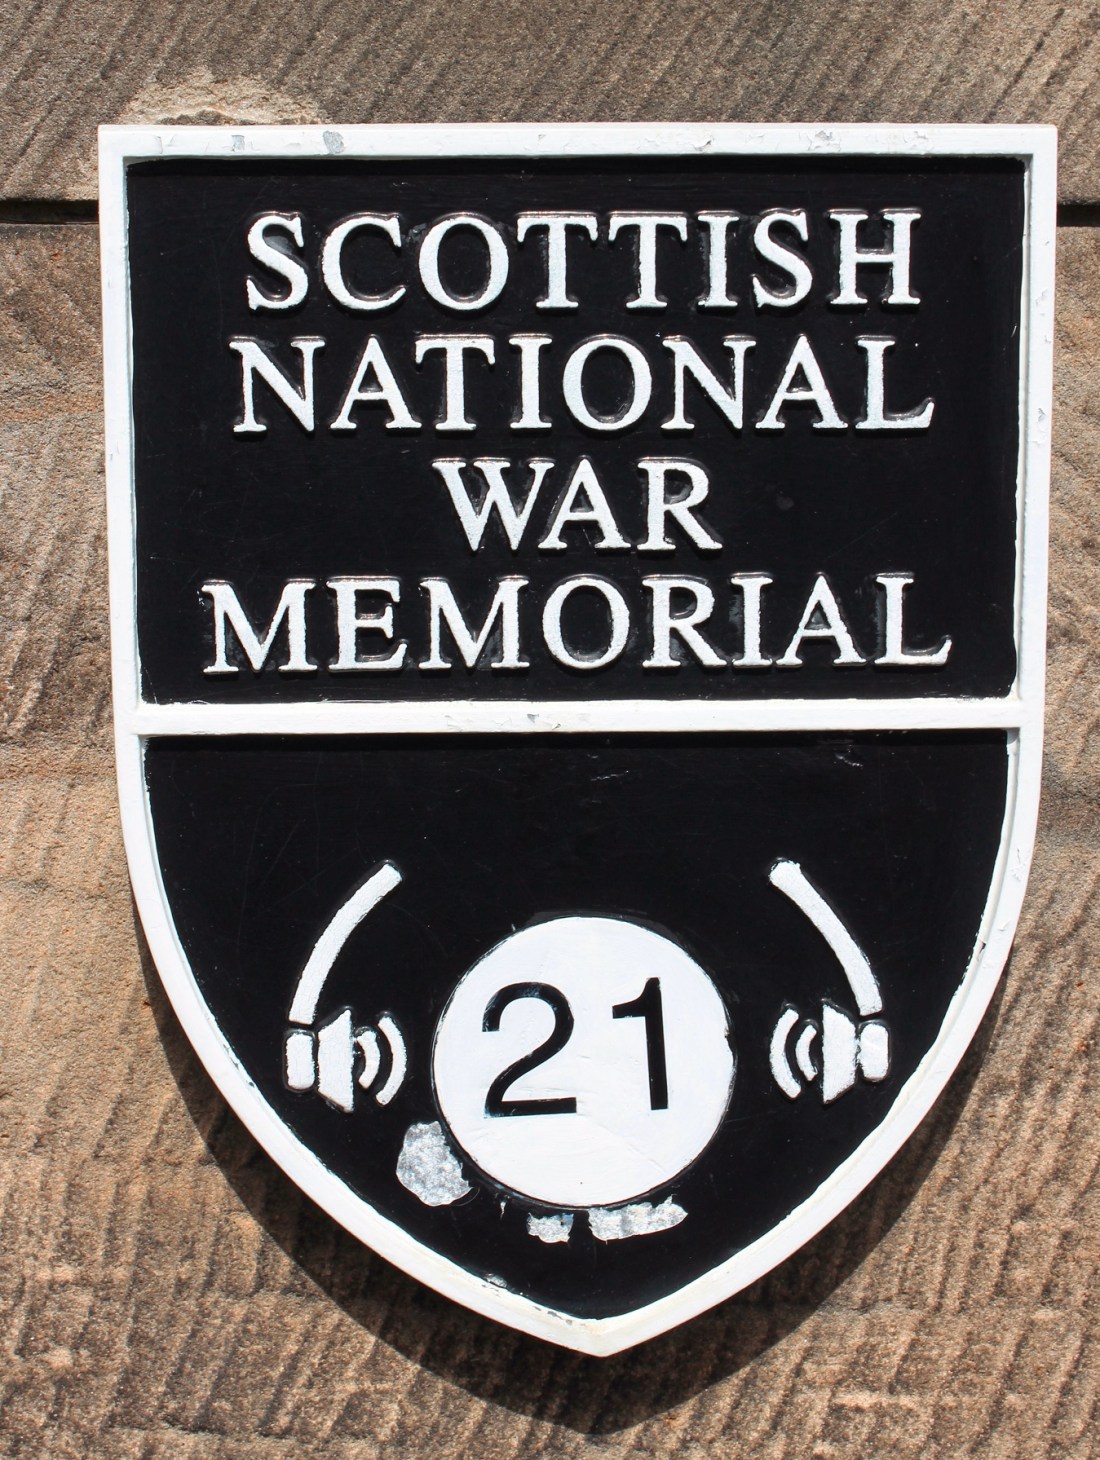 SCOTTISH
NATIONAL
WAR
MEMORIAL
21